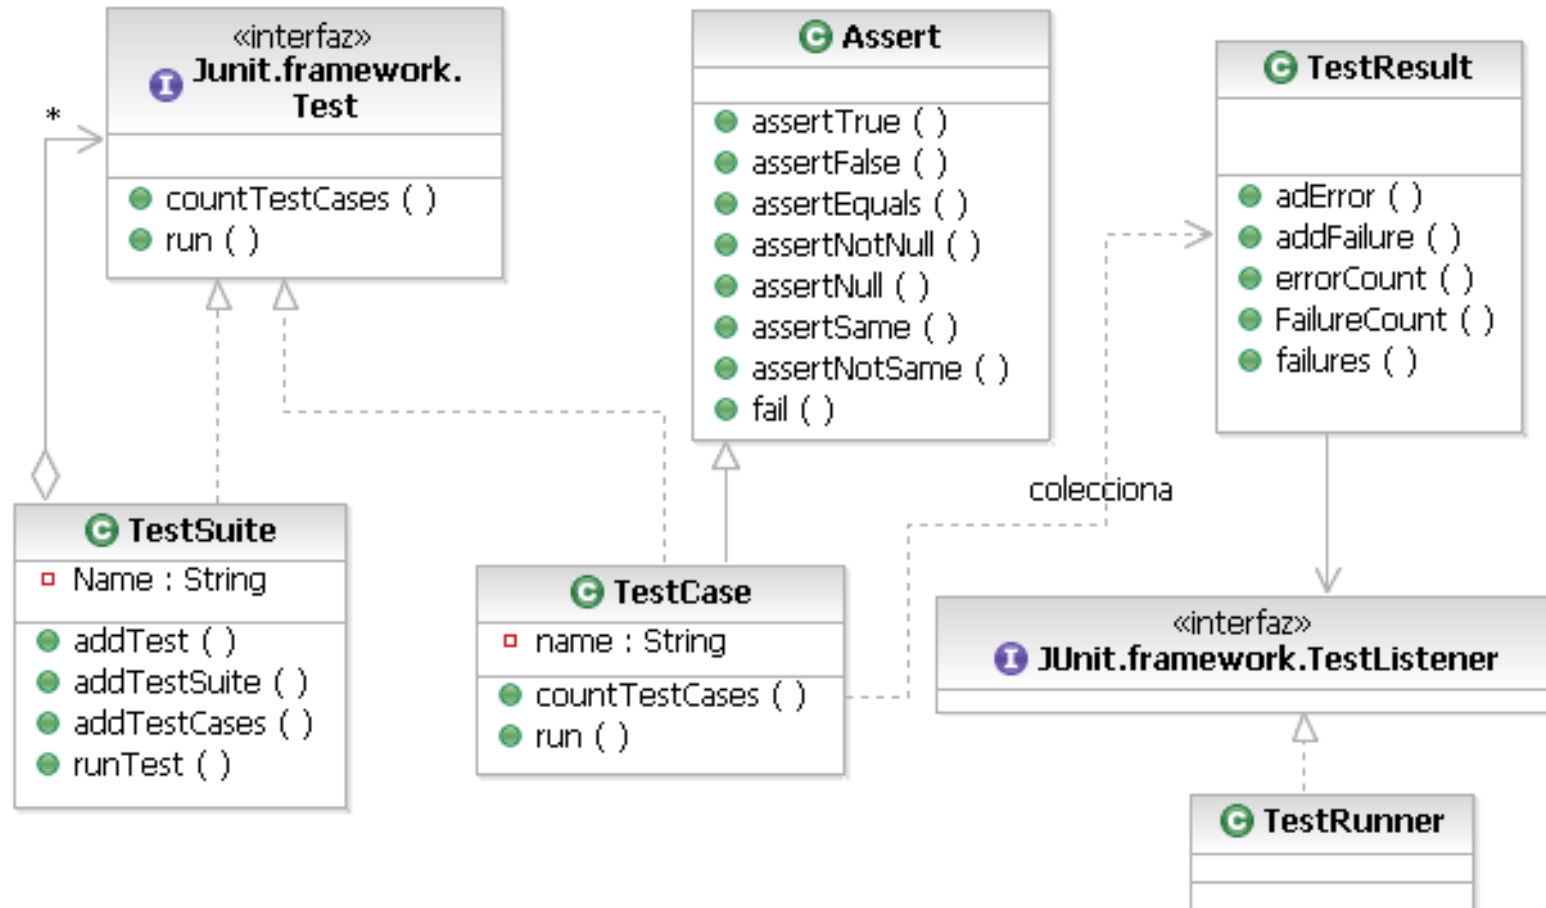 «interfaz»
Junit.framework.
Test
*
countTestCases ( )
run ( )
Assert
assertTrue ( )
assertFalse ( )
assertEquals ( )
assertNotNull ( )
assertNull ( )
assertSame ( )
assertNotSame ( )
fail ( )
TestResult
adError ( )
addFailure ( )
errorCount ( )
FailureCount ( )
failures ( )
colecciona
TestSuite
Name : String
addTest ( )
addTestSuite ( )
addTestCases ( )
runTest ( )
TestCase
name : String
countTestCases ( )
run ( )
«interfaz»
JUnit.framework.TestListener
TestRunner